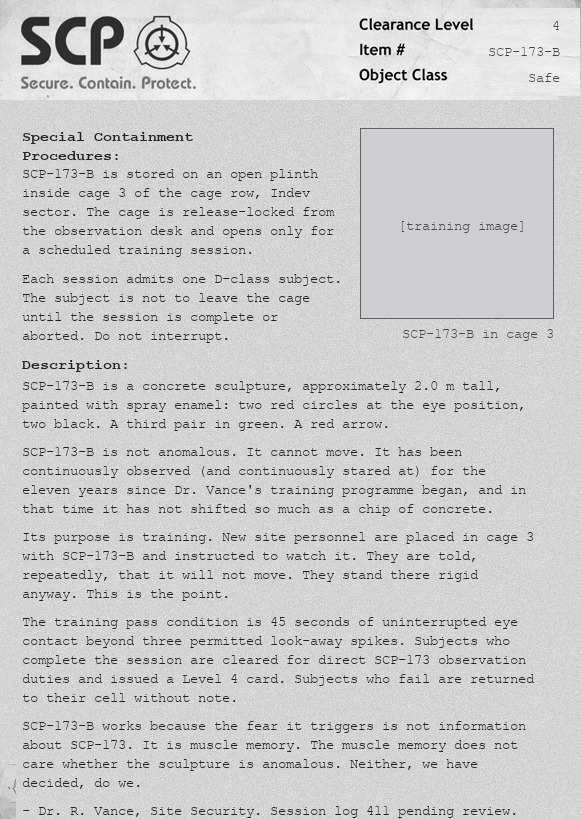 SCP
Secure. Contain. Protect.
Clearance Level 4
Item # SCP-173-B
Object Class Safe
Special Containment
Procedures:
SCP-173-B is stored on an open plinth
inside cage 3 of the cage row, Indev
sector. The cage is release-locked from
the observation desk and opens only for
a scheduled training session.
Each session admits one D-class subject.
The subject is not to leave the cage
until the session is complete or
aborted. Do not interrupt.
[training image]
SCP-173-B in cage 3
Description:
SCP-173-B is a concrete sculpture, approximately 2.0 m tall,
painted with spray enamel: two red circles at the eye position,
two black. A third pair in green. A red arrow.
SCP-173-B is not anomalous. It cannot move. It has been
continuously observed (and continuously stared at) for the
eleven years since Dr. Vance's training programme began, and in
that time it has not shifted so much as a chip of concrete.
Its purpose is training. New site personnel are placed in cage 3
with SCP-173-B and instructed to watch it. They are told,
repeatedly, that it will not move. They stand there rigid
anyway. This is the point.
The training pass condition is 45 seconds of uninterrupted eye
contact beyond three permitted look-away spikes. Subjects who
complete the session are cleared for direct SCP-173 observation
duties and issued a Level 4 card. Subjects who fail are returned
to their cell without note.
SCP-173-B works because the fear it triggers is not information
about SCP-173. It is muscle memory. The muscle memory does not
care whether the sculpture is anomalous. Neither, we have
decided, do we.
- Dr. R. Vance, Site Security. Session log 411 pending review.